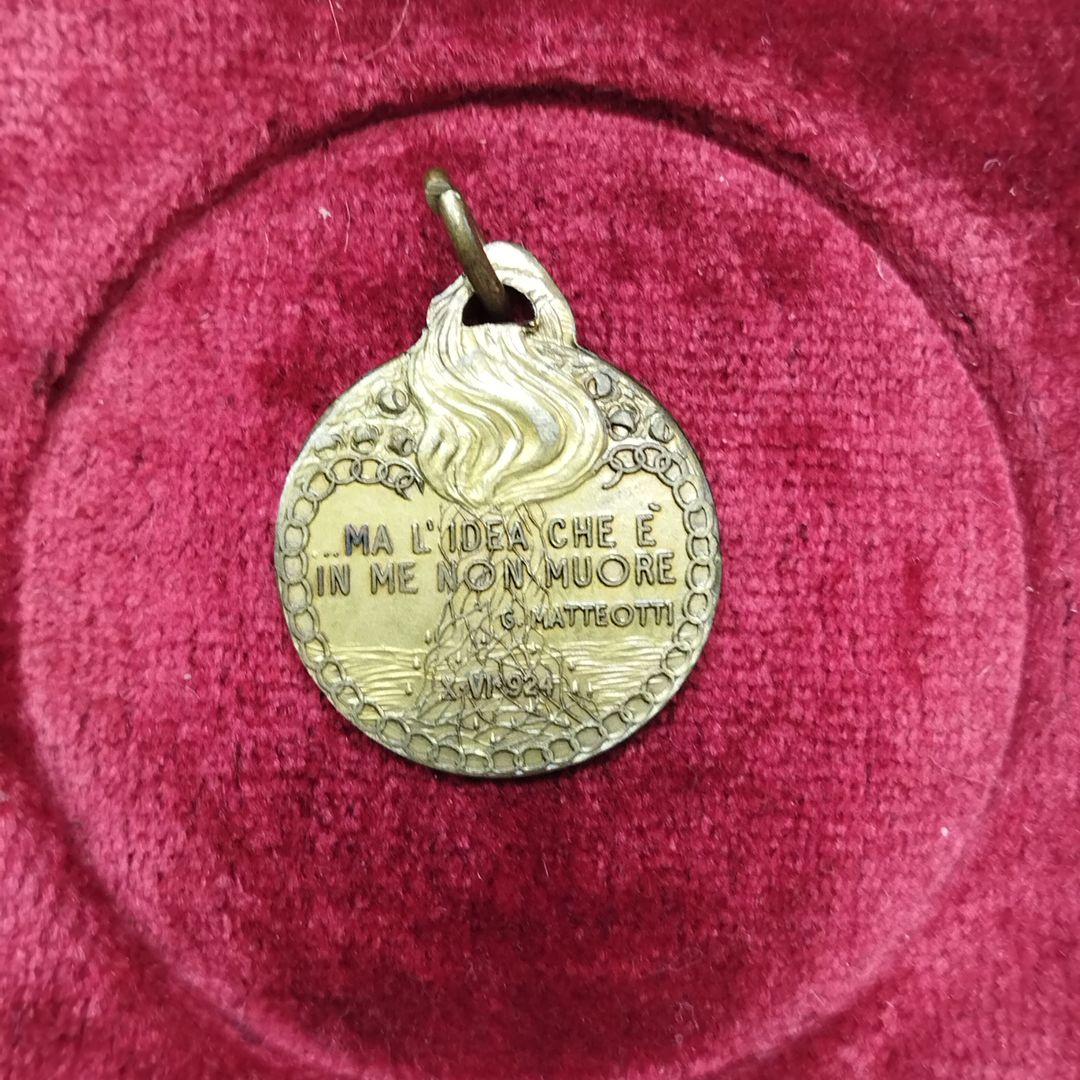 ...MA L'IDEA CHE È
IN ME NON MUORE
G. MATTEOTTI
X·VI·924